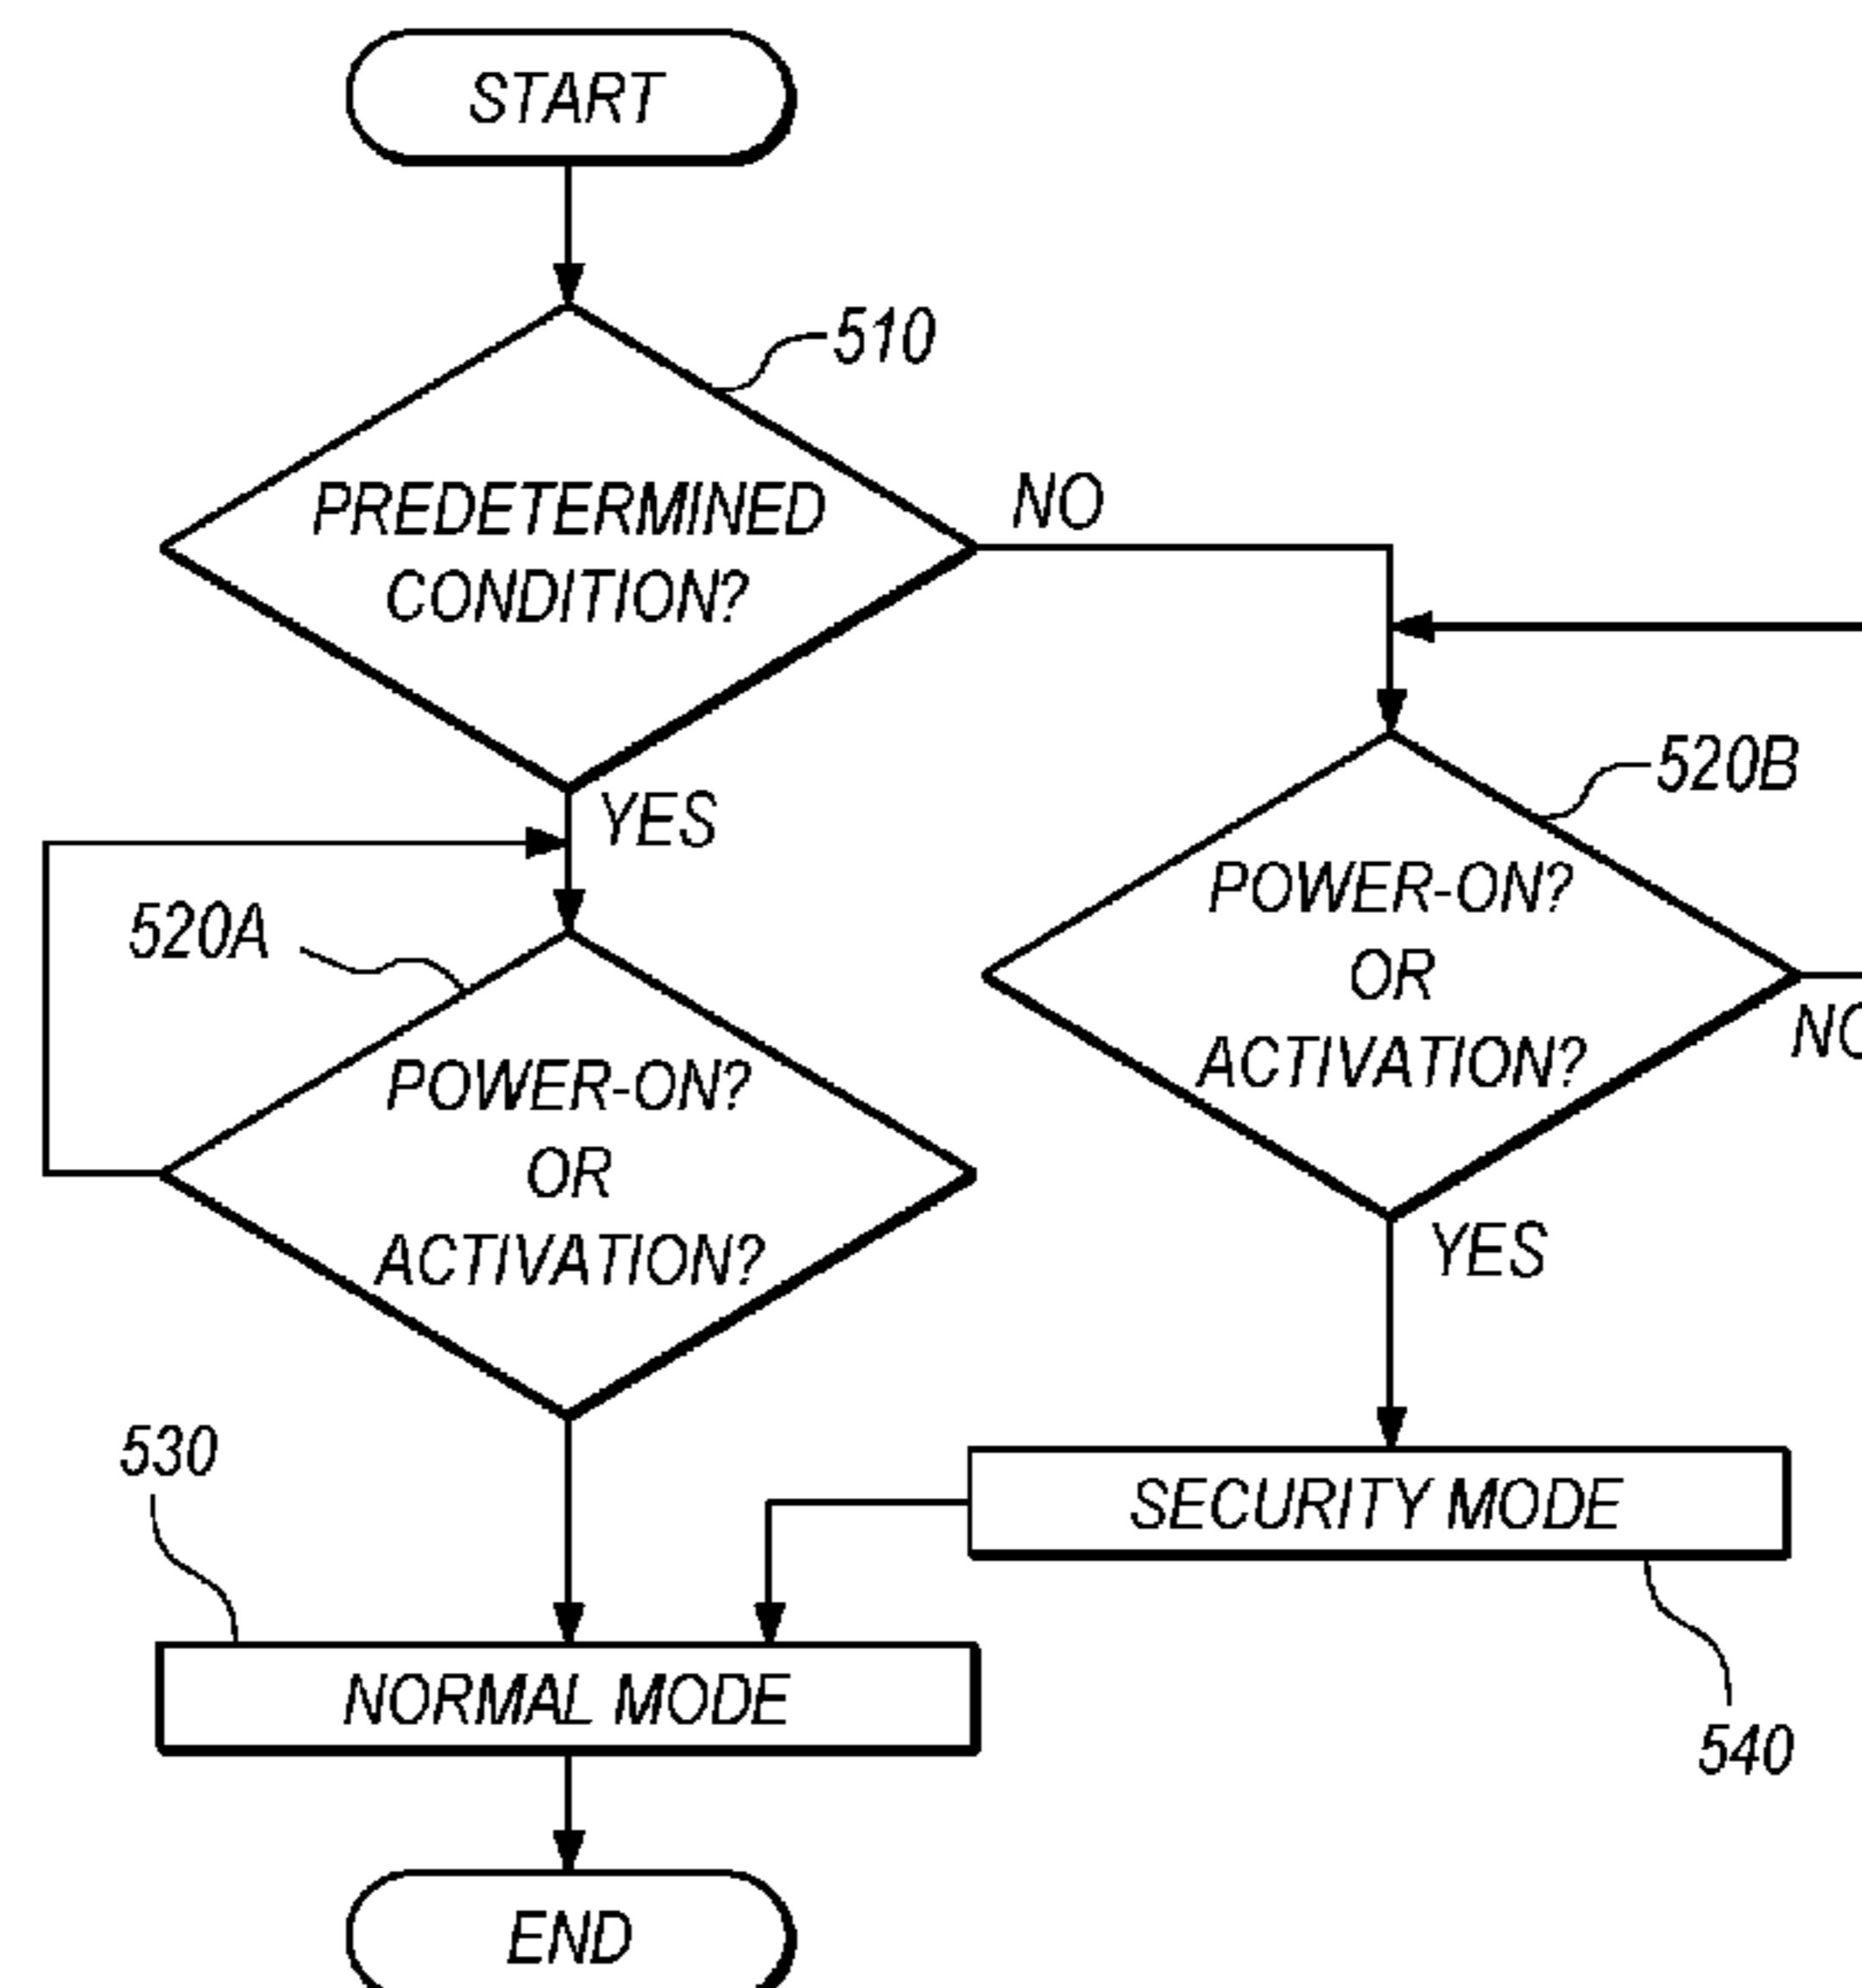 START
510
PREDETERMINED
CONDITION?
NO
YES
520A
POWER-ON?
OR
ACTIVATION?
520B
POWER-ON?
OR
ACTIVATION?
YES
530
SECURITY MODE
NORMAL MODE
540
END